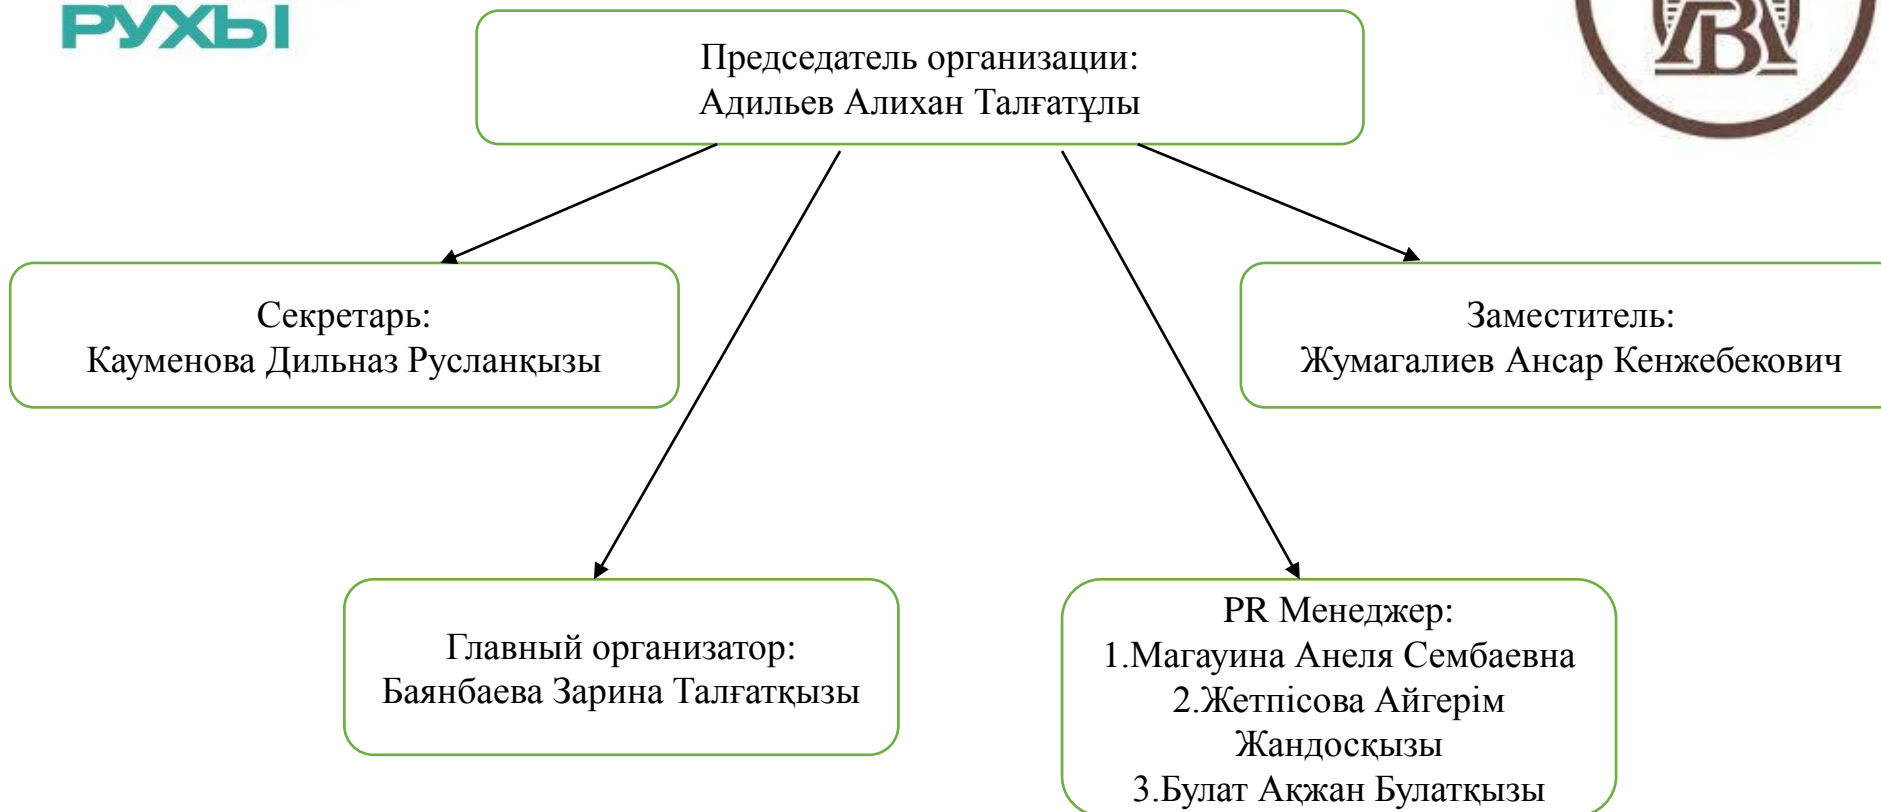 РУХЫ
Председатель организации:
Адильев Алихан Талғатұлы
Секретарь:
Кауменова Дильназ Русланқызы
Заместитель:
Жумагалиев Ансар Кенжебекович
Главный организатор:
Баянбаева Зарина Талғатқызы
PR Менеджер:
1.Магауина Анеля Сембаевна
2.Жетпісова Айгерім
Жандосқызы
3.Булат Ақжан Булатқызы